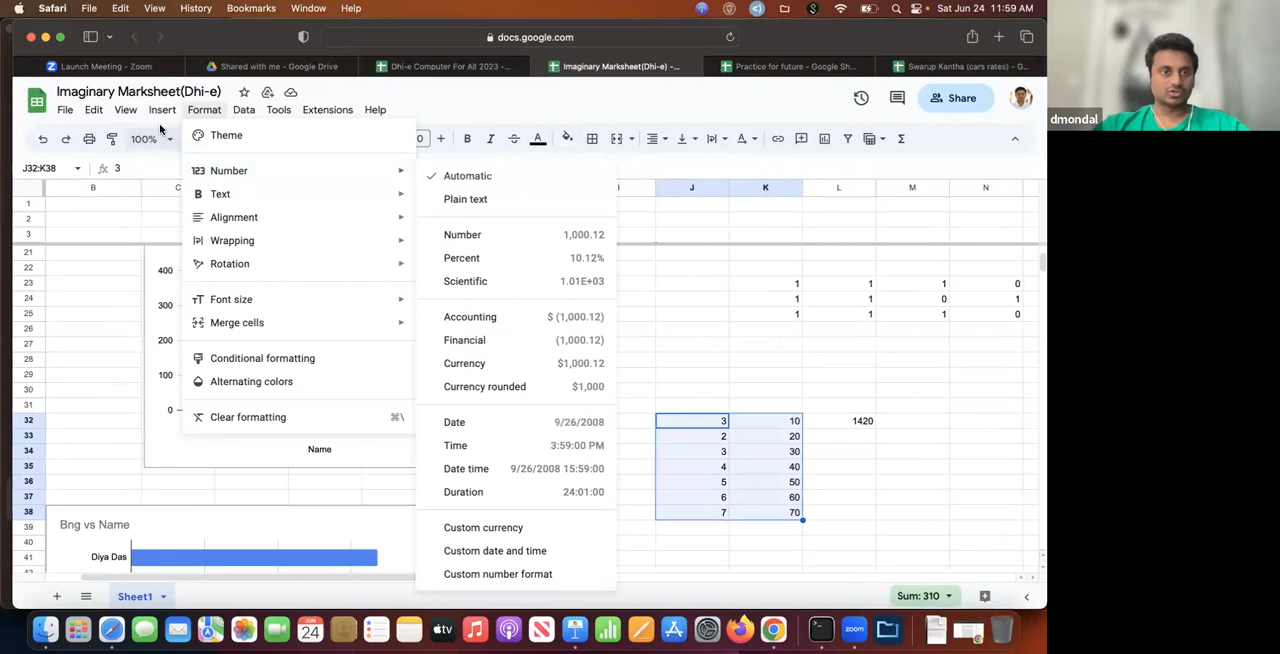 Safari File Edit View History Bookmarks Window Help Sat Jun 24 11:59 AM
docs.google.com
Launch Meeting - Zoom
Shared with me - Google Drive
Dhi-e Computer For All 2023 -...
Imaginary Marksheet(Dhi-e) -...
Practice for future - Google Sh...
Swarup Kantha (cars rates) - G...
Imaginary Marksheet(Dhi-e)
File Edit View Insert Format Data Tools Extensions Help
Share
dmondal
100%
J32:K38 fx 3
Theme
123 Number
B Text
Alignment
Wrapping
Rotation
Font size
Merge cells
Conditional formatting
Alternating colors
Clear formatting ⌘\
Automatic
Plain text
Number 1,000.12
Percent 10.12%
Scientific 1.01E+03
Accounting $ (1,000.12)
Financial (1,000.12)
Currency $1,000.12
Currency rounded $1,000
Date 9/26/2008
Time 3:59:00 PM
Date time 9/26/2008 15:59:00
Duration 24:01:00
Custom currency
Custom date and time
Custom number format
B C I J K L M N
1
2
3
21
22
23 1 1 1 0
24 1 1 0 1
25 1 1 1 0
26
27
28
29
30
31
32 3 10 1420
33 2 20
34 3 30
35 4 40
36 5 50
37 6 60
38 7 70
39
40
41
400
300
200
100
0
Name
Bng vs Name
Diya Das
Sheet1
Sum: 310
JUN
24
tv
zoom